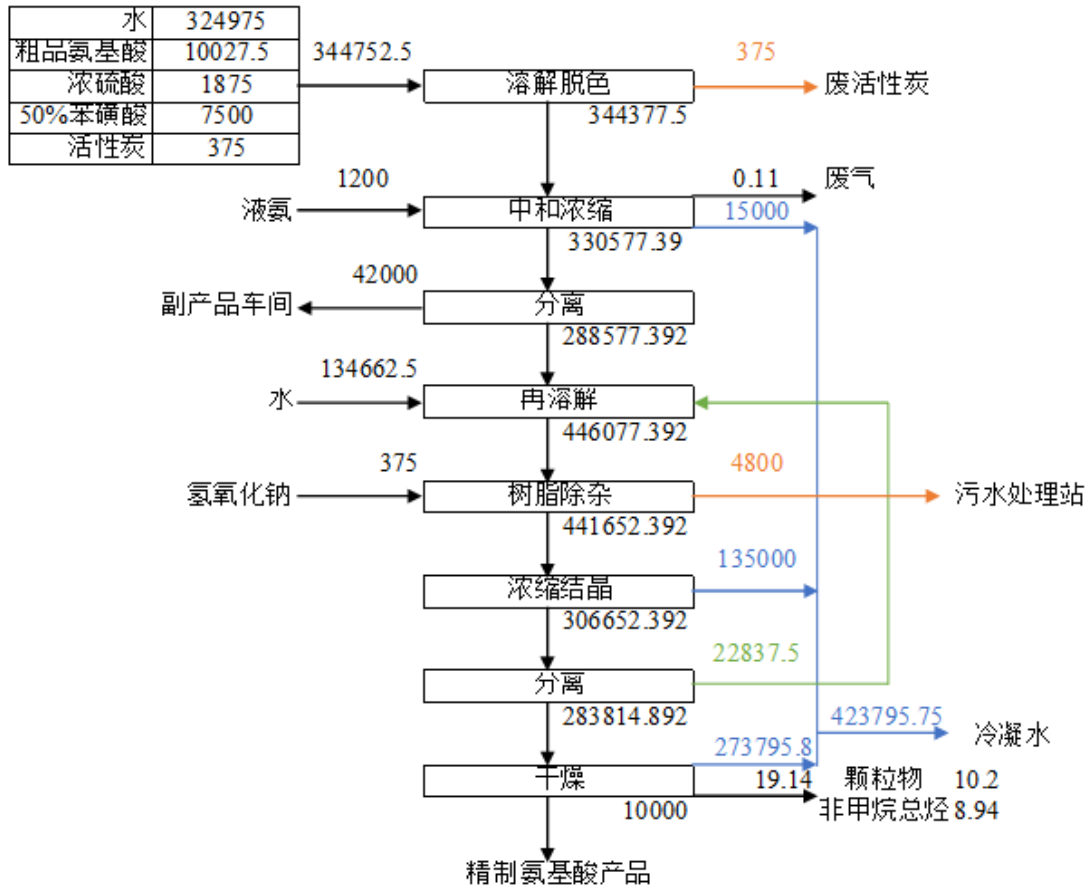 水 324975
粗品氨基酸 10027.5
浓硫酸 1875
50%苯磺酸 7500
活性炭 375
344752.5
溶解脱色
375
废活性炭
344377.5
1200
液氨
中和浓缩
0.11
废气
15000
330577.39
42000
副产品车间
分离
288577.392
134662.5
水
冉溶解
446077.392
375
氢氧化钠
树脂除杂
4800
污水处理站
441652.392
浓缩结晶
135000
306652.392
分离
22837.5
283814.892
423795.75
冷凝水
干燥
273795.8
19.14
颗粒物 10.2
非甲烷总烃 8.94
10000
精制氨基酸产品